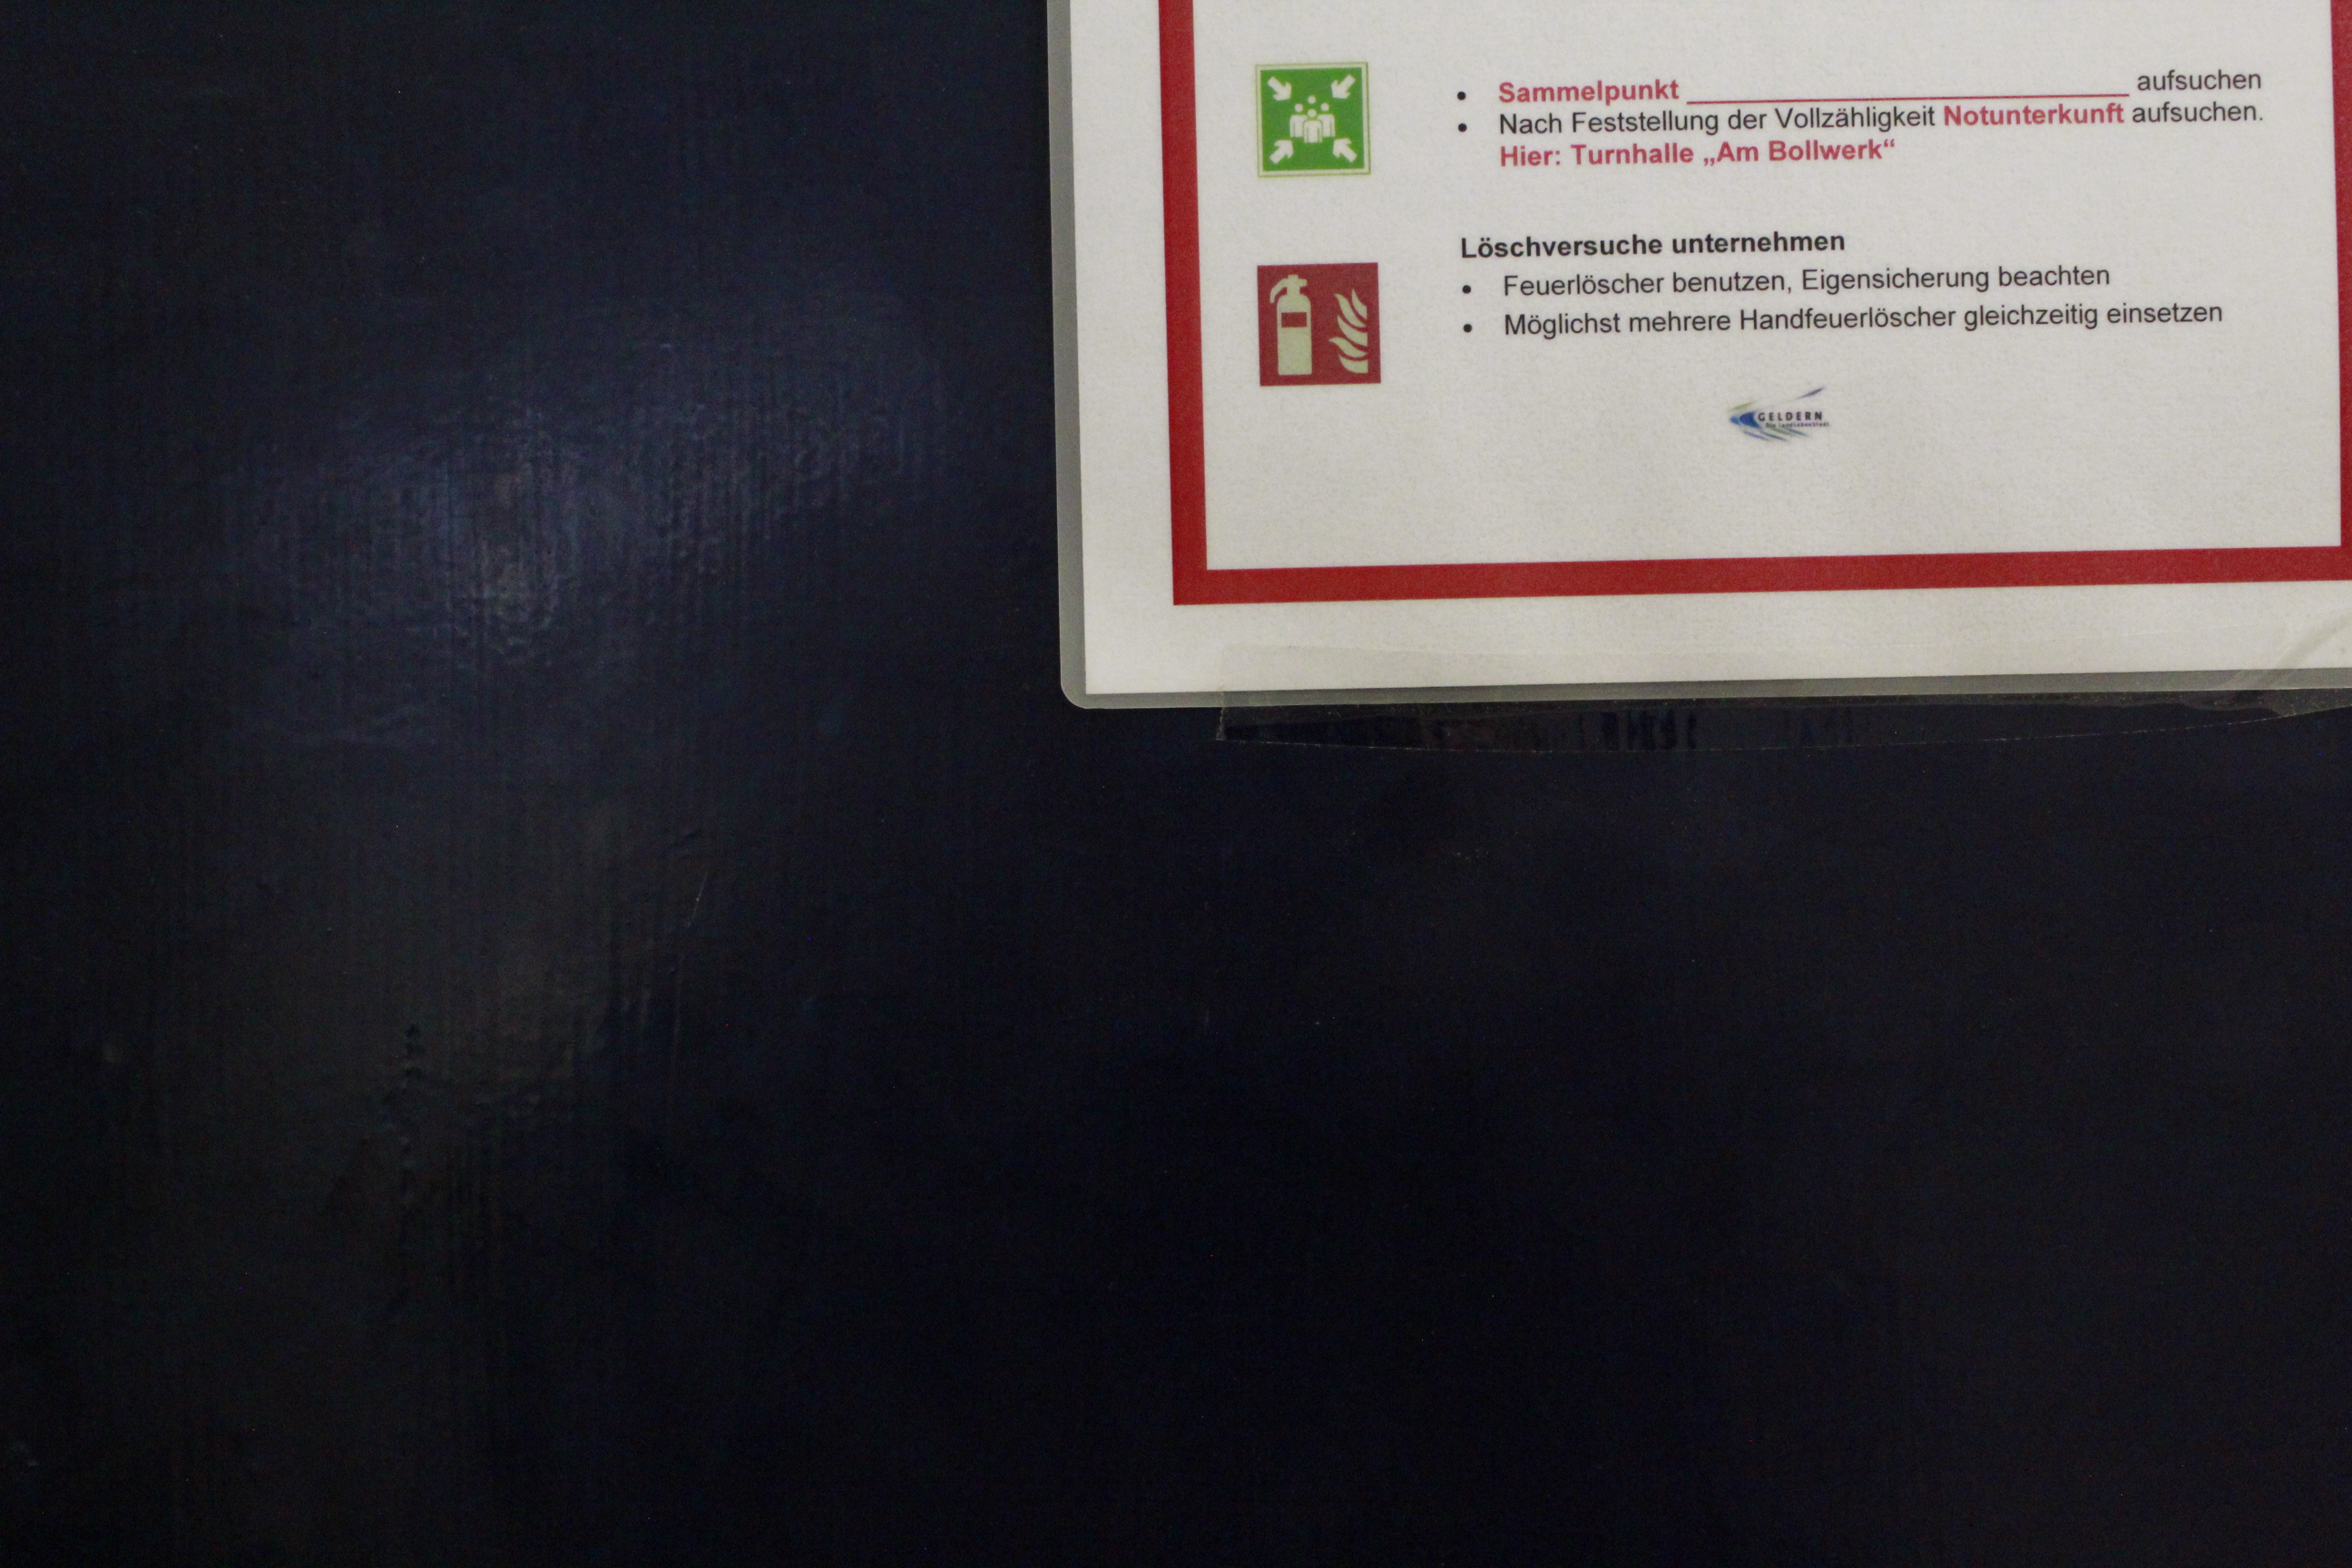 Sammelpunkt ______________________________ aufsuchen
Nach Feststellung der Vollzähligkeit Notunterkunft aufsuchen.
Hier: Turnhalle „Am Bollwerk“
Löschversuche unternehmen
Feuerlöscher benutzen, Eigensicherung beachten
Möglichst mehrere Handfeuerlöscher gleichzeitig einsetzen
GELDERN